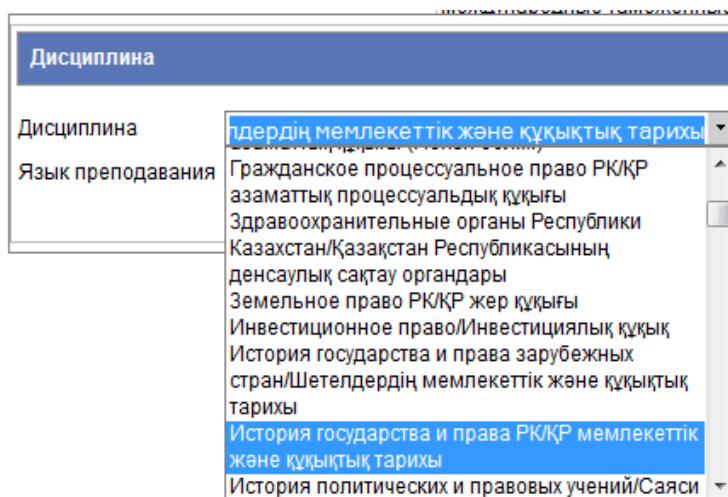 Дисциплина
Дисциплина
лдердің мемлекеттік және құқықтық тарихы
Язык преподавания
Гражданское процессуальное право РК/ҚР
азаматтық процессуальдық құқығы
Здравоохранительные органы Республики
Казахстан/Қазақстан Республикасының
денсаулық сақтау органдары
Земельное право РК/ҚР жер құқығы
Инвестиционное право/Инвестициялық құқық
История государства и права зарубежных
стран/Шетелдердің мемлекеттік және құқықтық
тарихы
История государства и права РК/ҚР мемлекеттік
және құқықтық тарихы
История политических и правовых учений/Саяси